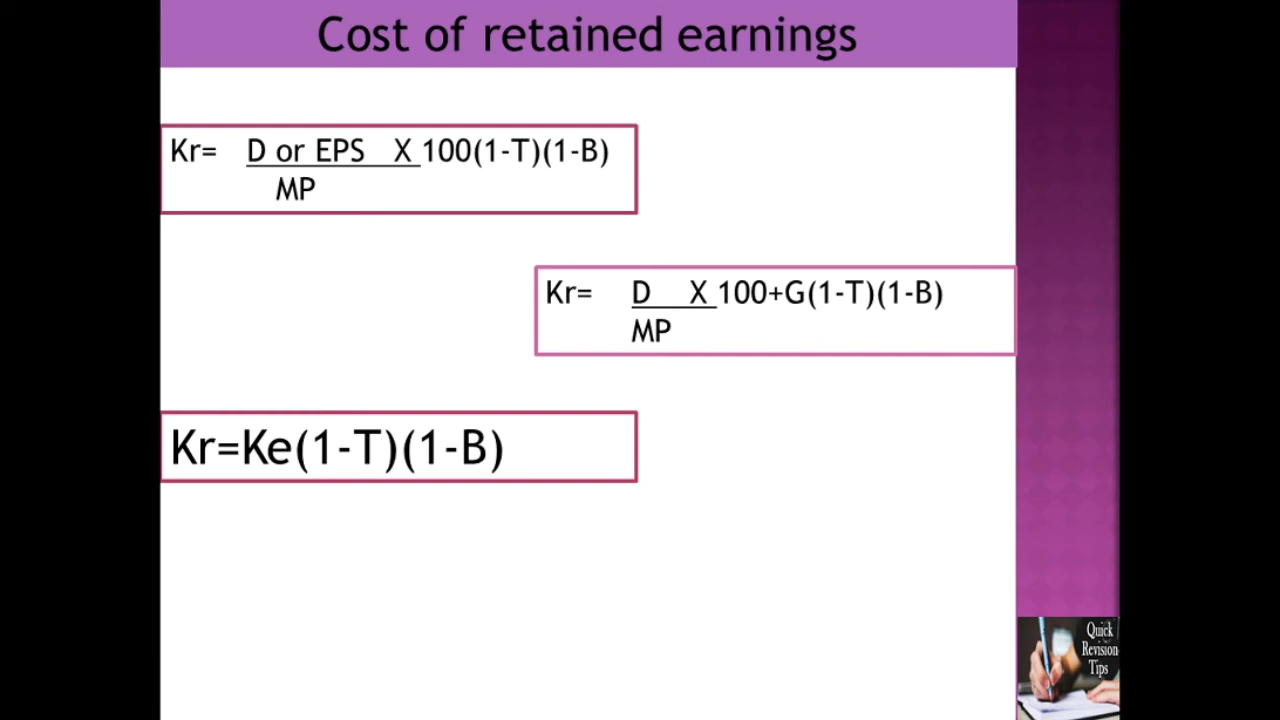 Cost of retained earnings
Kr= D or EPS X 100(1-T)(1-B)
MP
Kr= D X 100+G(1-T)(1-B)
MP
Kr=Ke(1-T)(1-B)
Quick
Revision
Tips